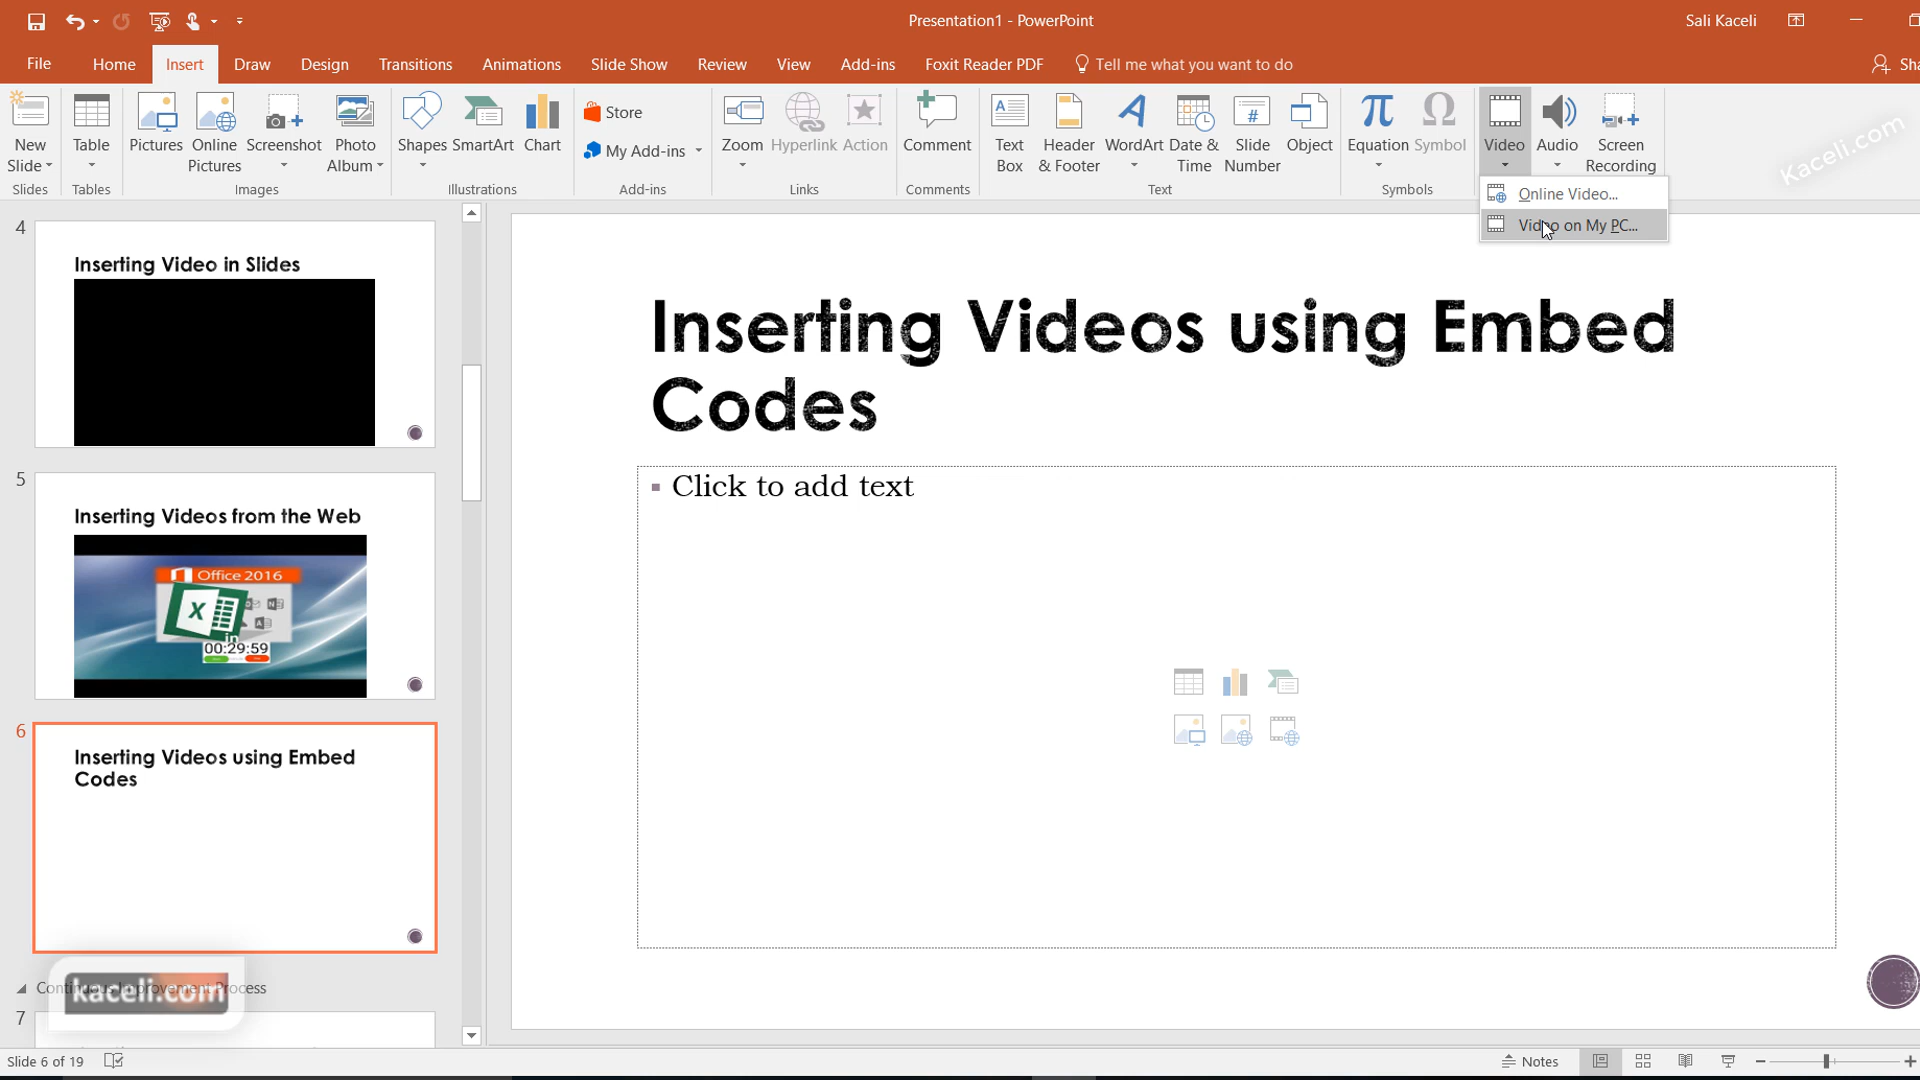 Presentation1 - PowerPoint
Sali Kaceli
File Home Insert Draw Design Transitions Animations Slide Show Review View Add-ins Foxit Reader PDF Tell me what you want to do
New Slide
Table
Pictures
Online Pictures
Screenshot
Photo Album
Shapes
SmartArt
Chart
Store
My Add-ins
Zoom
Hyperlink
Action
Comment
Text Box
Header & Footer
WordArt
Date & Time
Slide Number
Object
Equation
Symbol
Video
Audio
Screen Recording
Slides Tables Images Illustrations Add-ins Links Comments Text Symbols
Kaceli.com
Online Video...
Video on My PC...
4
Inserting Video in Slides
5
Inserting Videos from the Web
Office 2016
in
00:29:59
6
Inserting Videos using Embed
Codes
Inserting Videos using Embed
Codes
Click to add text
kaceli.com
7
Slide 6 of 19
Notes